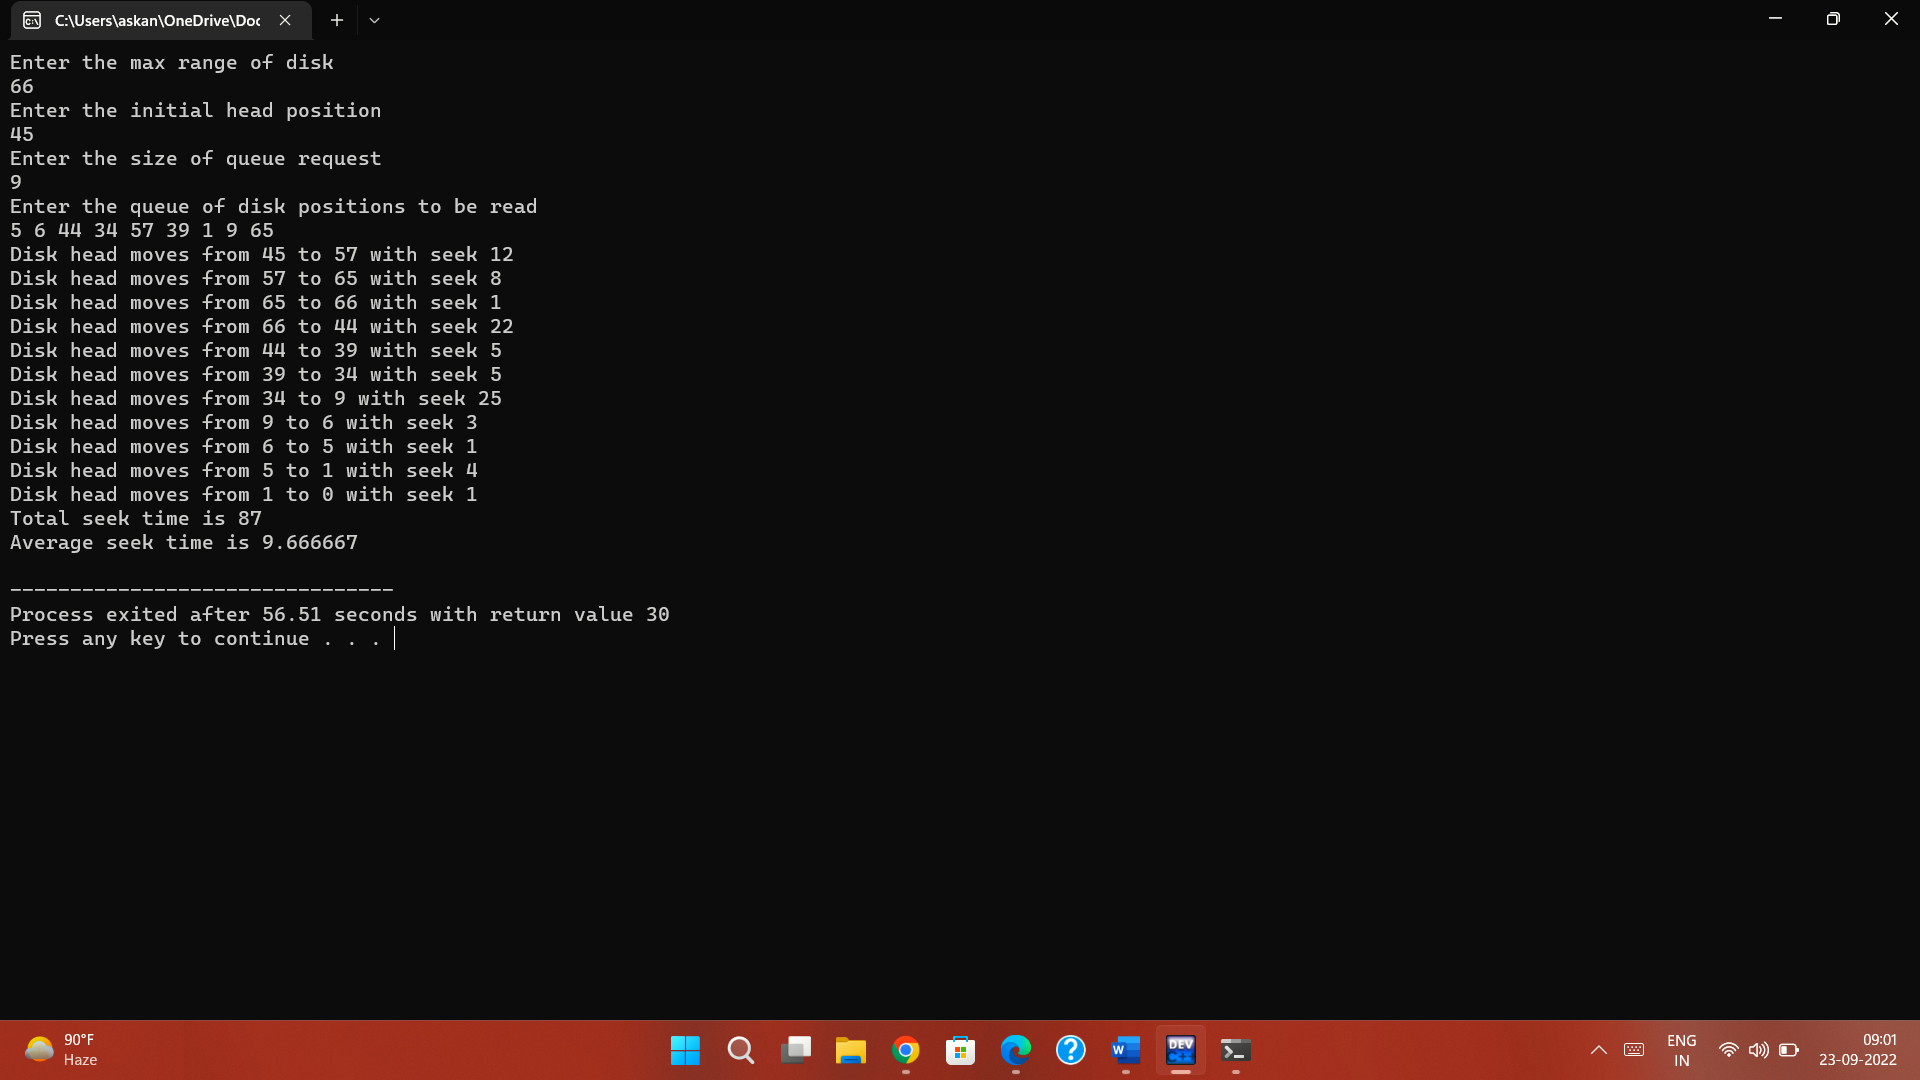 C:\Users\askan\OneDrive\Doc
Enter the max range of disk
66
Enter the initial head position
45
Enter the size of queue request
9
Enter the queue of disk positions to be read
5 6 44 34 57 39 1 9 65
Disk head moves from 45 to 57 with seek 12
Disk head moves from 57 to 65 with seek 8
Disk head moves from 65 to 66 with seek 1
Disk head moves from 66 to 44 with seek 22
Disk head moves from 44 to 39 with seek 5
Disk head moves from 39 to 34 with seek 5
Disk head moves from 34 to 9 with seek 25
Disk head moves from 9 to 6 with seek 3
Disk head moves from 6 to 5 with seek 1
Disk head moves from 5 to 1 with seek 4
Disk head moves from 1 to 0 with seek 1
Total seek time is 87
Average seek time is 9.666667
--------------------------------
Process exited after 56.51 seconds with return value 30
Press any key to continue . . .
90°F
Haze
W
DEV
C++
ENG
IN
09:01
23-09-2022